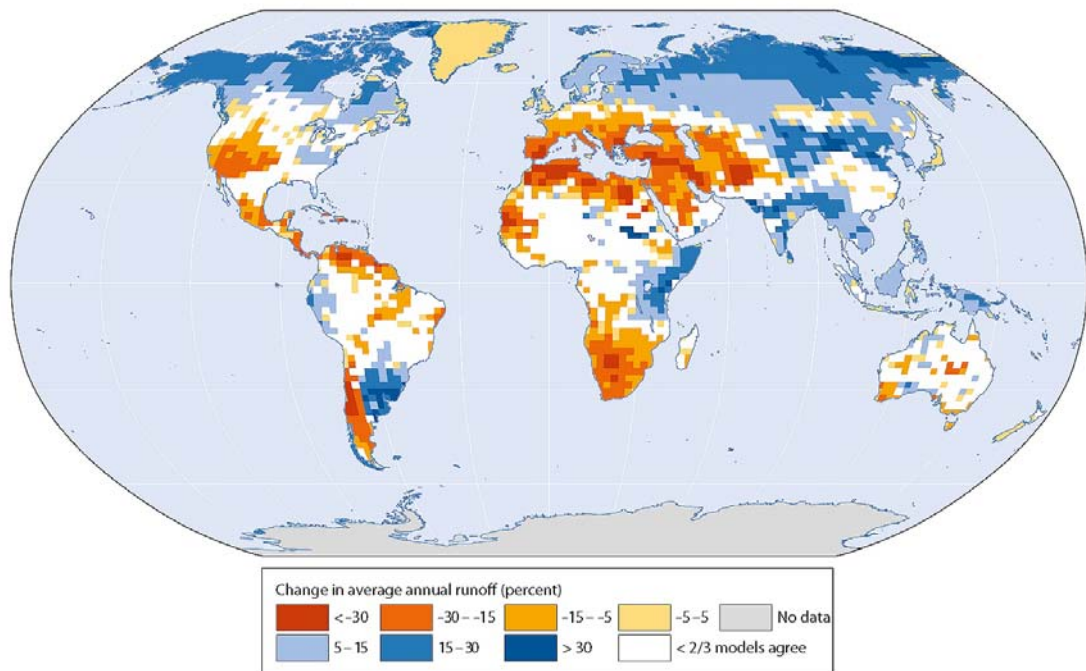 Change in average annual runoff (percent)
< -30 -30 – -15 -15 – -5 -5 – 5 No data
5 – 15 15 – 30 > 30 < 2/3 models agree